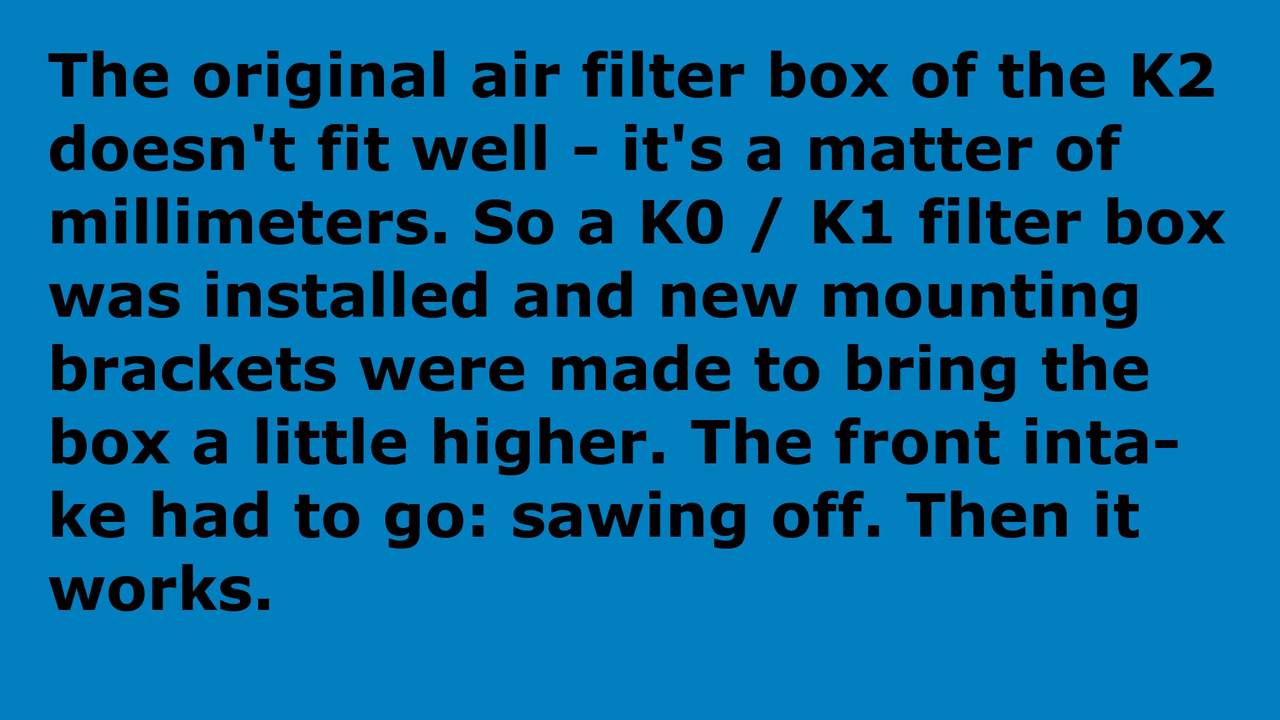 The original air filter box of the K2
doesn't fit well - it's a matter of
millimeters. So a K0 / K1 filter box
was installed and new mounting
brackets were made to bring the
box a little higher. The front inta-
ke had to go: sawing off. Then it
works.